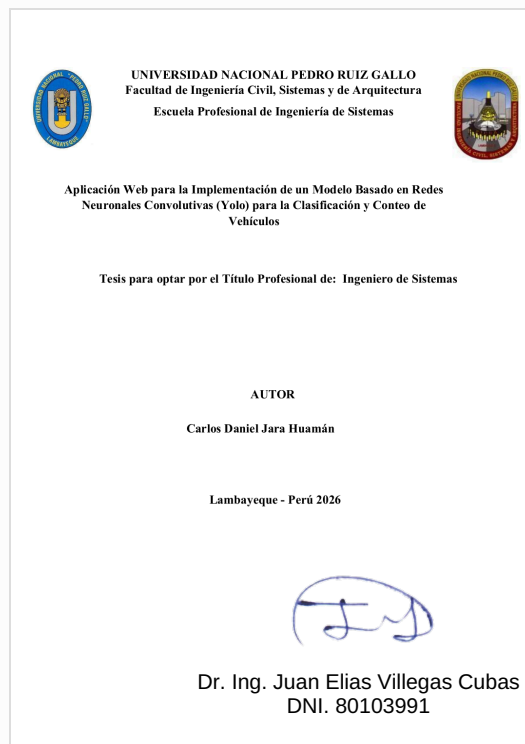 UNIVERSIDAD NACIONAL PEDRO RUIZ GALLO
Facultad de Ingeniería Civil, Sistemas y de Arquitectura
Escuela Profesional de Ingeniería de Sistemas
Aplicación Web para la Implementación de un Modelo Basado en Redes
Neuronales Convolutivas (Yolo) para la Clasificación y Conteo de
Vehículos
Tesis para optar por el Título Profesional de: Ingeniero de Sistemas
AUTOR
Carlos Daniel Jara Huamán
Lambayeque - Perú 2026
Dr. Ing. Juan Elias Villegas Cubas
DNI. 80103991